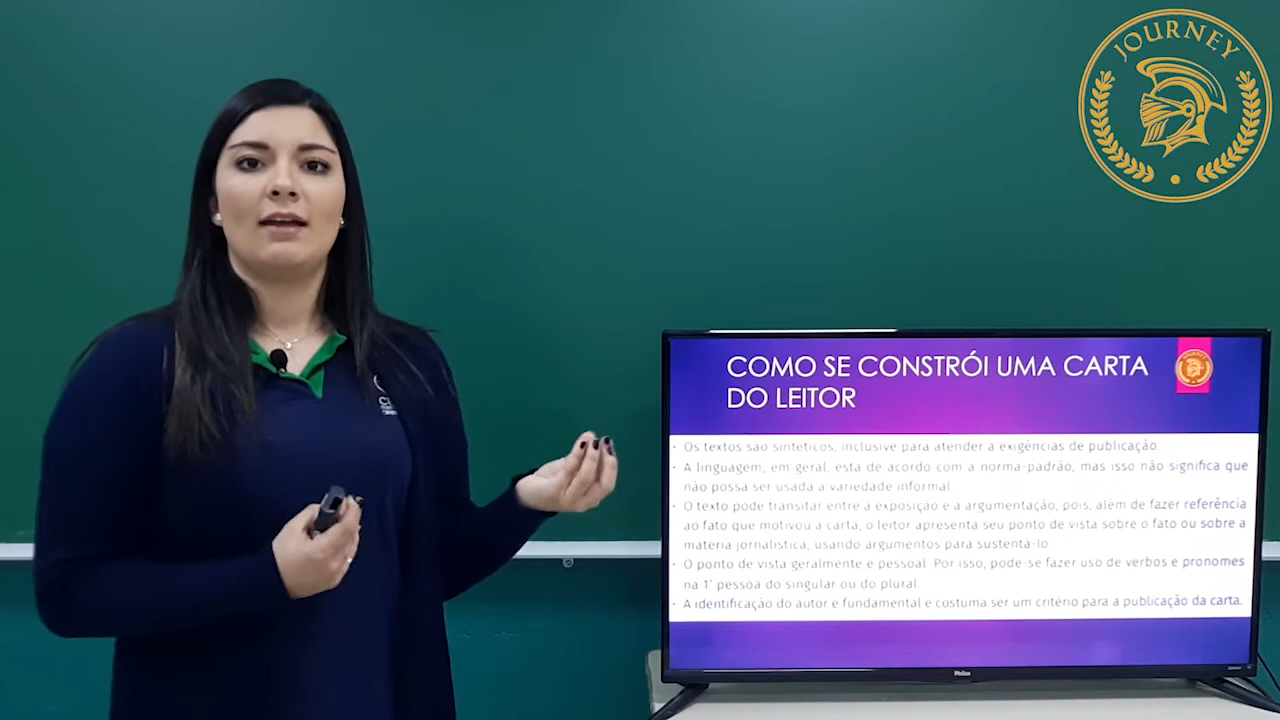 JOURNEY
COMO SE CONSTRÓI UMA CARTA
DO LEITOR
• Os textos são sintéticos, inclusive para atender a exigências de publicação.
• A linguagem, em geral, está de acordo com a norma-padrão, mas isso não significa que
não possa ser usada a variedade informal.
• O texto pode transitar entre a exposição e a argumentação, pois, além de fazer referência
ao fato que motivou a carta, o leitor apresenta seu ponto de vista sobre o fato ou sobre a
matéria jornalística, usando argumentos para sustentá-lo.
• O ponto de vista geralmente é pessoal. Por isso, pode-se fazer uso de verbos e pronomes
na 1ª pessoa do singular ou do plural.
• A identificação do autor é fundamental e costuma ser um critério para a publicação da carta.
Philco